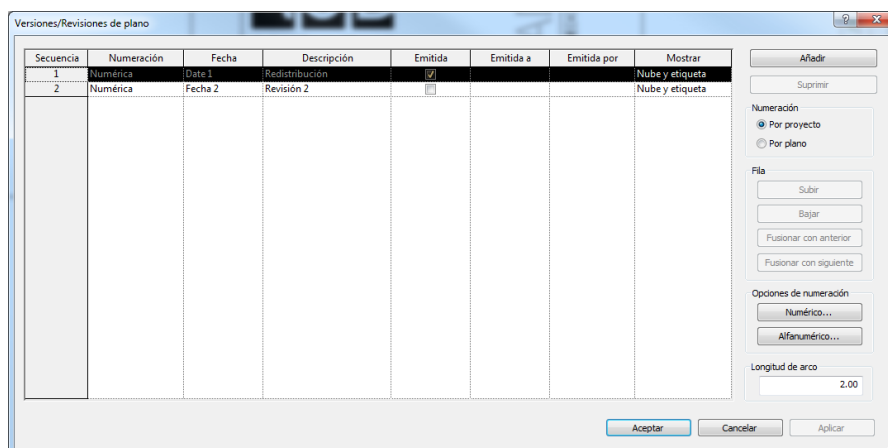 Versiones/Revisiones de plano
Secuencia Numeración Fecha Descripción Emitida Emitida a Emitida por Mostrar
1 Numérica Date 1 Redistribución Nube y etiqueta
2 Numérica Fecha 2 Revisión 2 Nube y etiqueta
Añadir
Suprimir
Numeración
Por proyecto
Por plano
Fila
Subir
Bajar
Fusionar con anterior
Fusionar con siguiente
Opciones de numeración
Numérico...
Alfanumérico...
Longitud de arco
2.00
Aceptar Cancelar Aplicar